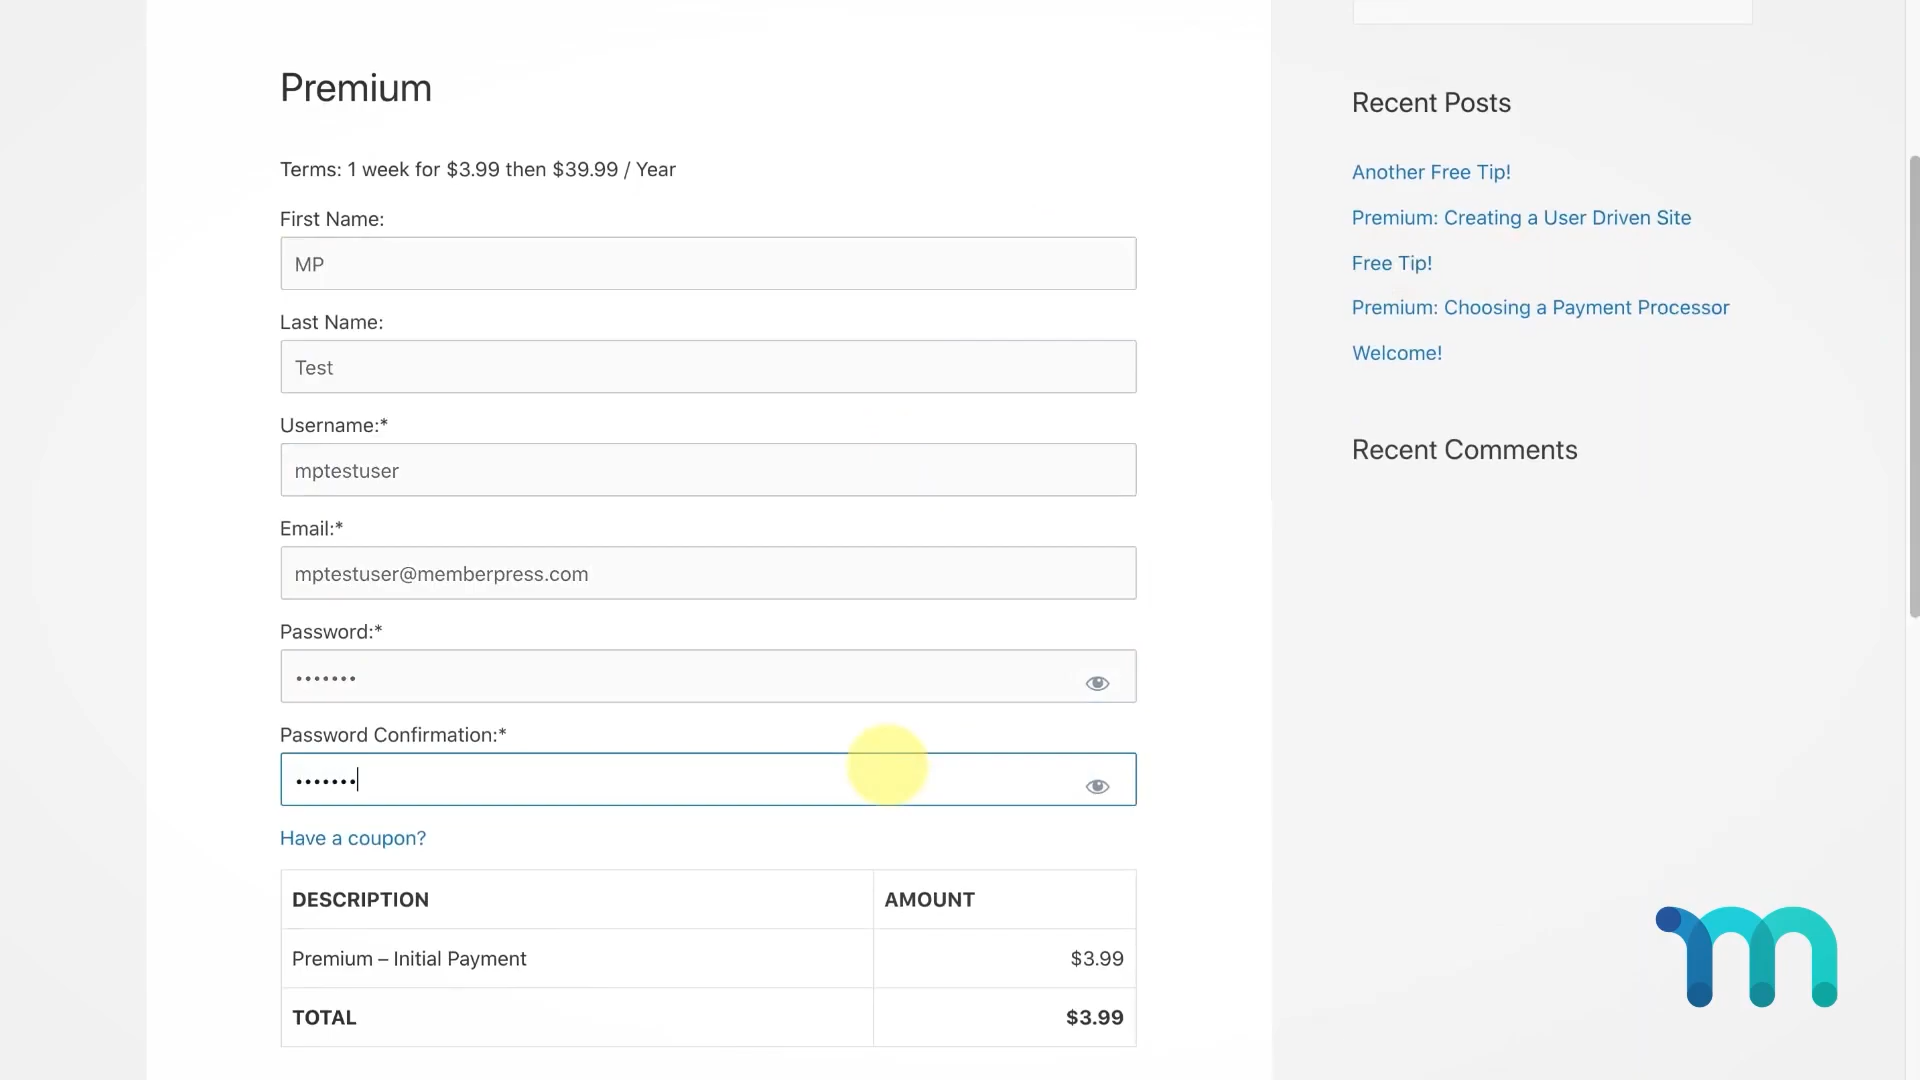 Premium
Terms: 1 week for $3.99 then $39.99 / Year
First Name:
MP
Last Name:
Test
Username:*
mptestuser
Email:*
mptestuser@memberpress.com
Password:*
•••••••
Password Confirmation:*
•••••••
Have a coupon?
DESCRIPTION AMOUNT
Premium – Initial Payment $3.99
TOTAL $3.99
Recent Posts
Another Free Tip!
Premium: Creating a User Driven Site
Free Tip!
Premium: Choosing a Payment Processor
Welcome!
Recent Comments
m